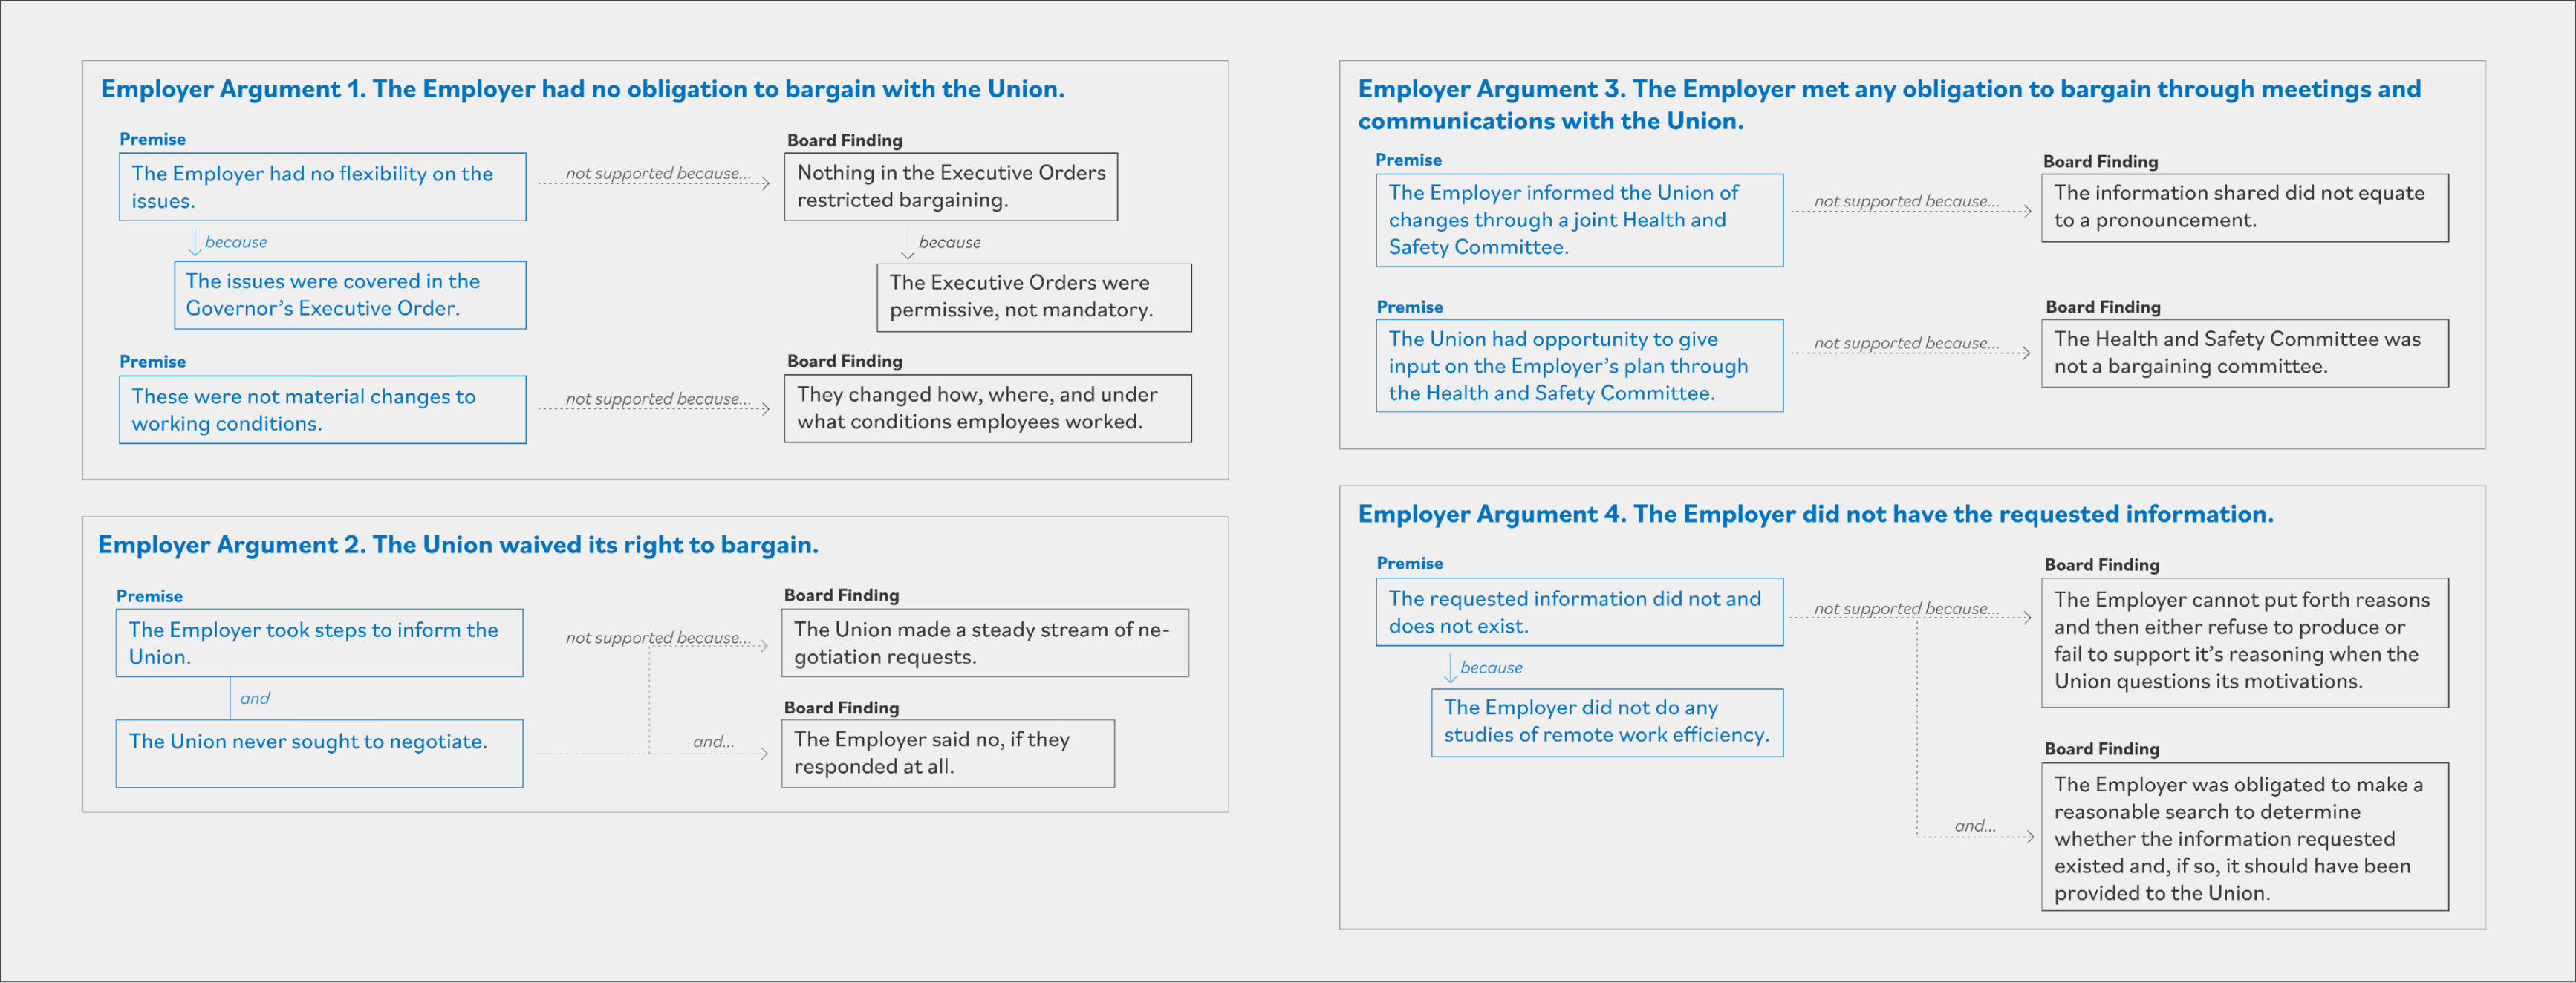 Employer Argument 1. The Employer had no obligation to bargain with the Union.
Premise
The Employer had no flexibility on the
issues.
not supported because...
Board Finding
Nothing in the Executive Orders
restricted bargaining.
because
The issues were covered in the
Governor’s Executive Order.
because
The Executive Orders were
permissive, not mandatory.
Premise
These were not material changes to
working conditions.
not supported because...
Board Finding
They changed how, where, and under
what conditions employees worked.
Employer Argument 2. The Union waived its right to bargain.
Premise
The Employer took steps to inform the
Union.
and
The Union never sought to negotiate.
not supported because...
Board Finding
The Union made a steady stream of ne-
gotiation requests.
and...
Board Finding
The Employer said no, if they
responded at all.
Employer Argument 3. The Employer met any obligation to bargain through meetings and
communications with the Union.
Premise
The Employer informed the Union of
changes through a joint Health and
Safety Committee.
not supported because...
Board Finding
The information shared did not equate
to a pronouncement.
Premise
The Union had opportunity to give
input on the Employer’s plan through
the Health and Safety Committee.
not supported because...
Board Finding
The Health and Safety Committee was
not a bargaining committee.
Employer Argument 4. The Employer did not have the requested information.
Premise
The requested information did not and
does not exist.
because
The Employer did not do any
studies of remote work efficiency.
not supported because...
Board Finding
The Employer cannot put forth reasons
and then either refuse to produce or
fail to support it’s reasoning when the
Union questions its motivations.
and...
Board Finding
The Employer was obligated to make a
reasonable search to determine
whether the information requested
existed and, if so, it should have been
provided to the Union.